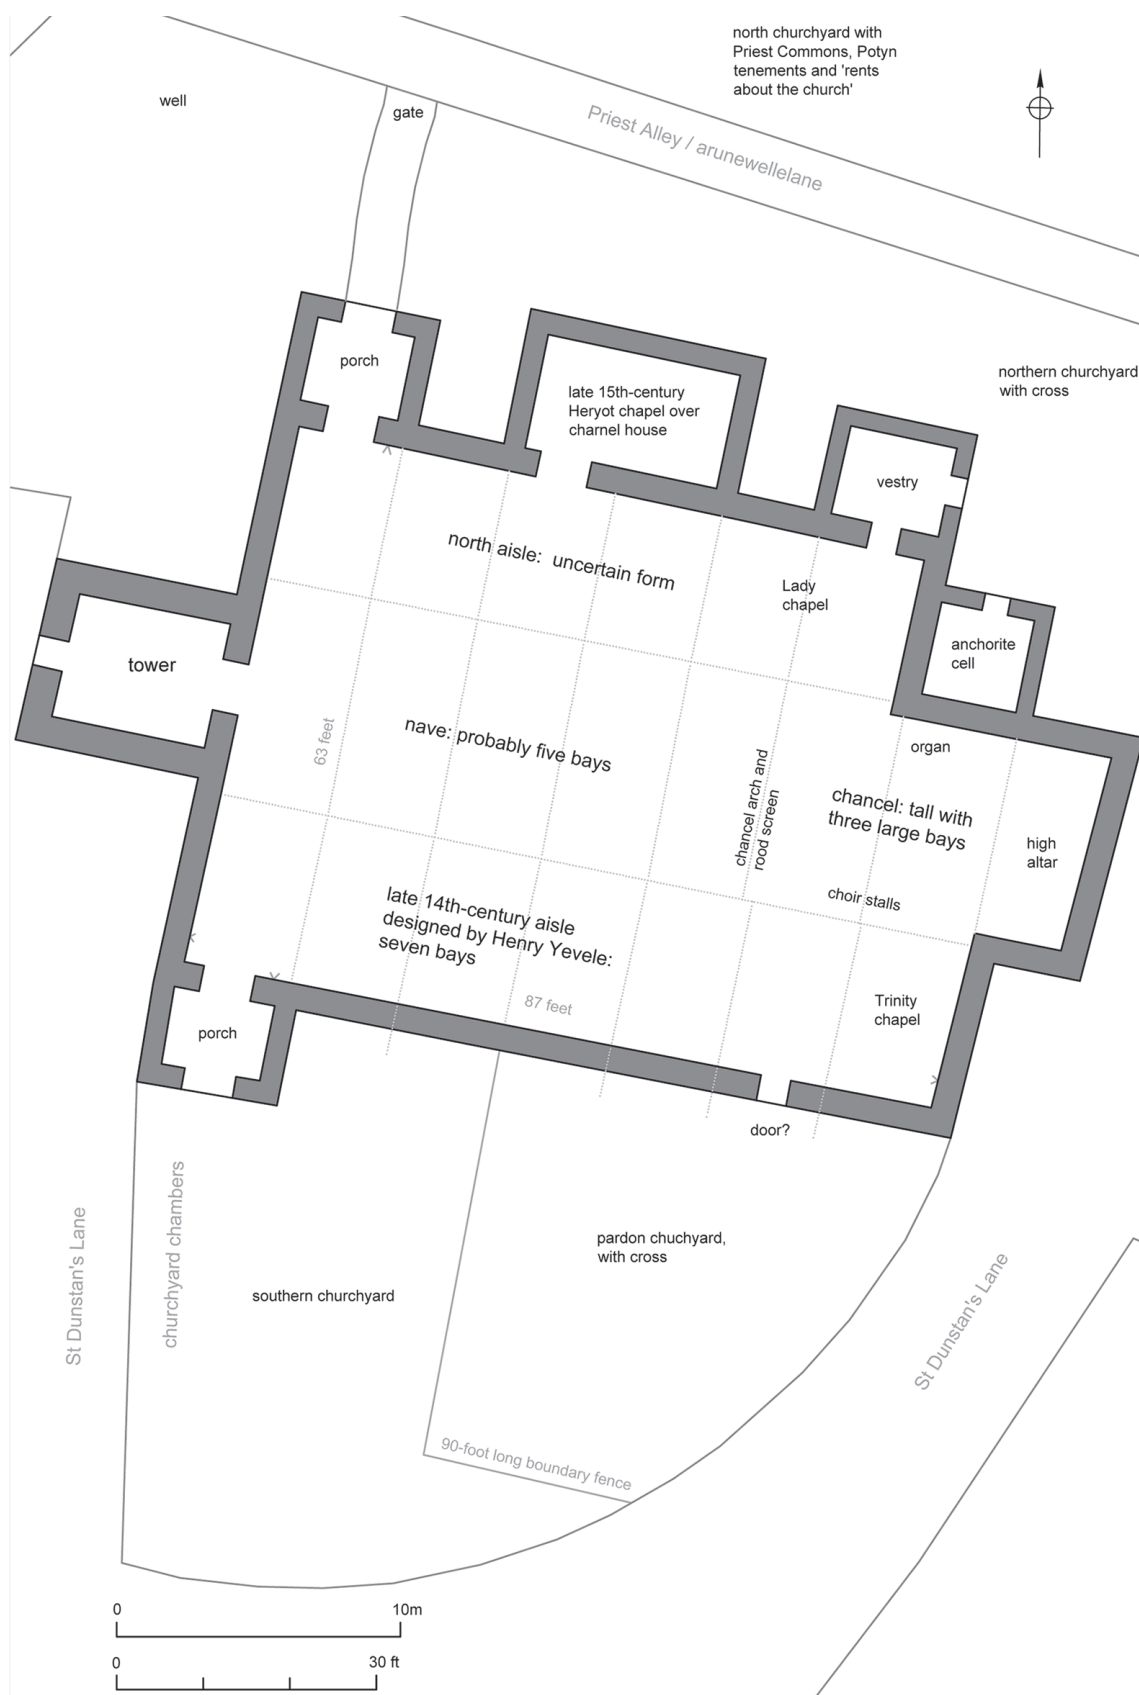 north churchyard with
Priest Commons, Potyn
tenements and 'rents
about the church'
well
gate
Priest Alley / arunewellelane
porch
late 15th-century
Heryot chapel over
charnel house
northern churchyard
with cross
vestry
north aisle: uncertain form
Lady
chapel
anchorite
cell
tower
63 feet
nave: probably five bays
organ
chancel arch and
rood screen
chancel: tall with
three large bays
high
altar
choir stalls
late 14th-century aisle
designed by Henry Yevele:
seven bays
87 feet
Trinity
chapel
porch
door?
St Dunstan's Lane
churchyard chambers
pardon chuchyard,
with cross
southern churchyard
St Dunstan's Lane
90-foot long boundary fence
0 10m
0 30 ft